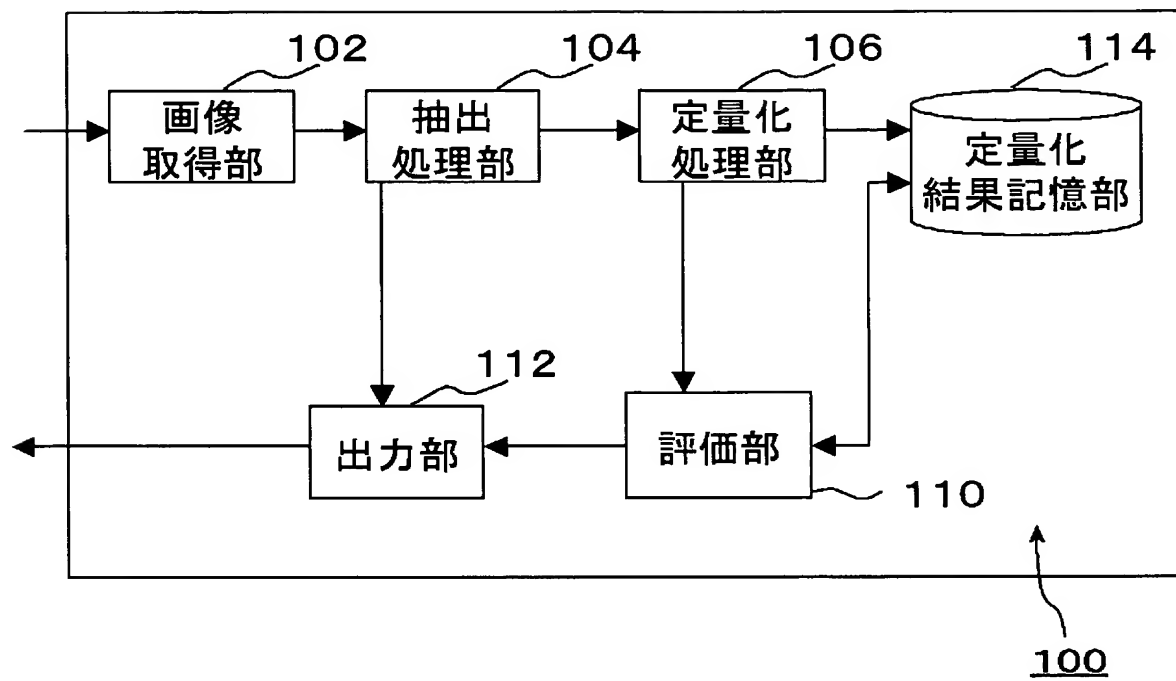 102
104
106
114
画像
取得部
抽出
処理部
定量化
処理部
定量化
結果記憶部
112
出力部
評価部
110
100